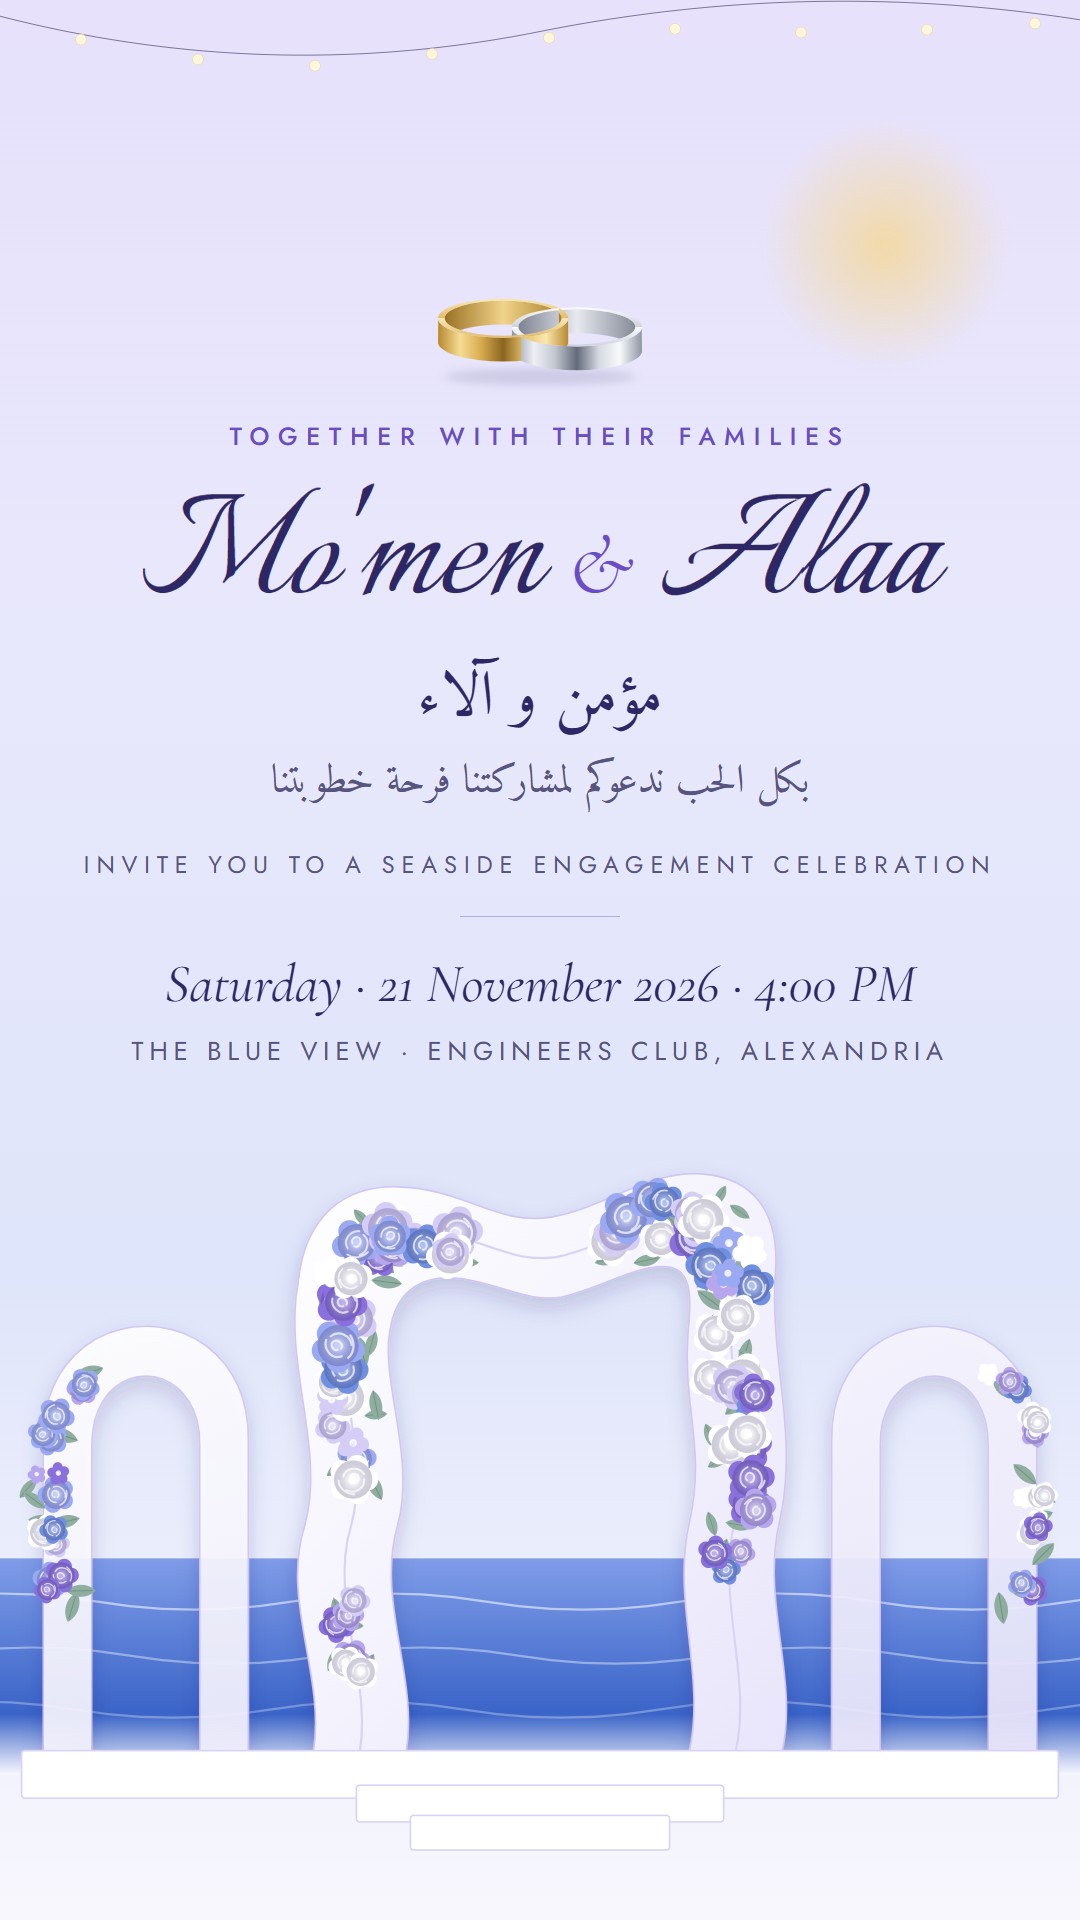 TOGETHER WITH THEIR FAMILIES
Mo'men & Alaa
مؤمن و آلاء
بكل الحب ندعوكم لمشاركتنا فرحة خطوبتنا
INVITE YOU TO A SEASIDE ENGAGEMENT CELEBRATION
Saturday · 21 November 2026 · 4:00 PM
THE BLUE VIEW · ENGINEERS CLUB, ALEXANDRIA